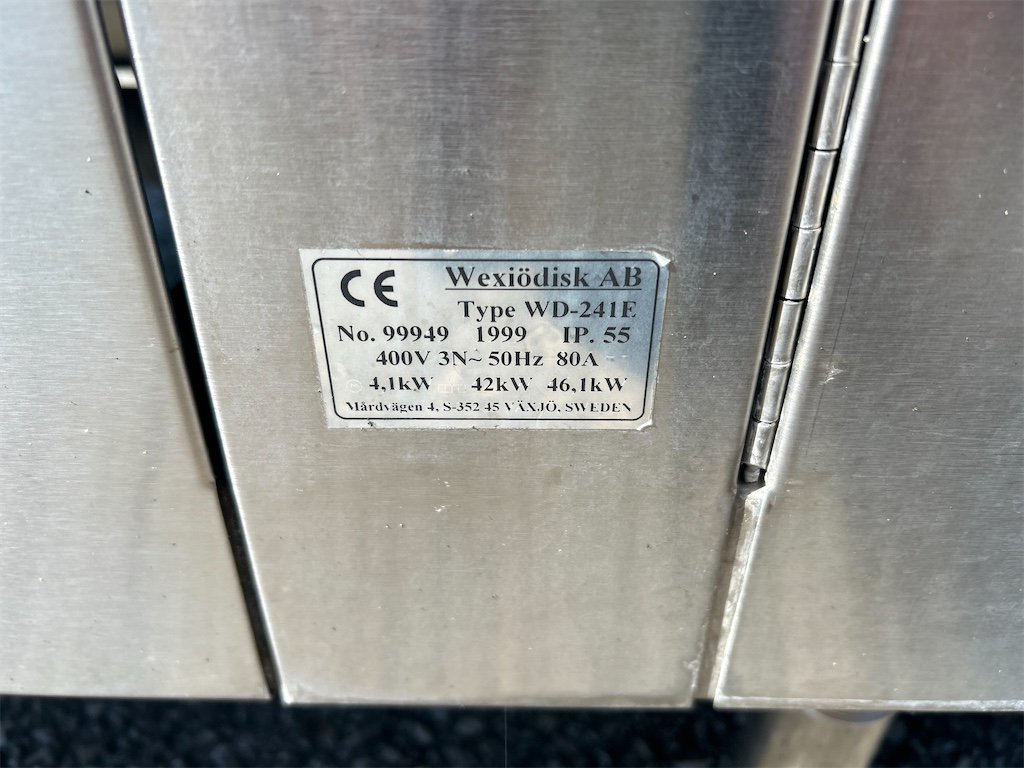 CE Wexiödisk AB
Type WD-241E
No. 99949 1999 IP. 55
400V 3N~ 50Hz 80A
4,1kW 42kW 46,1kW
Mårdvägen 4, S-352 45 VÄXJÖ, SWEDEN